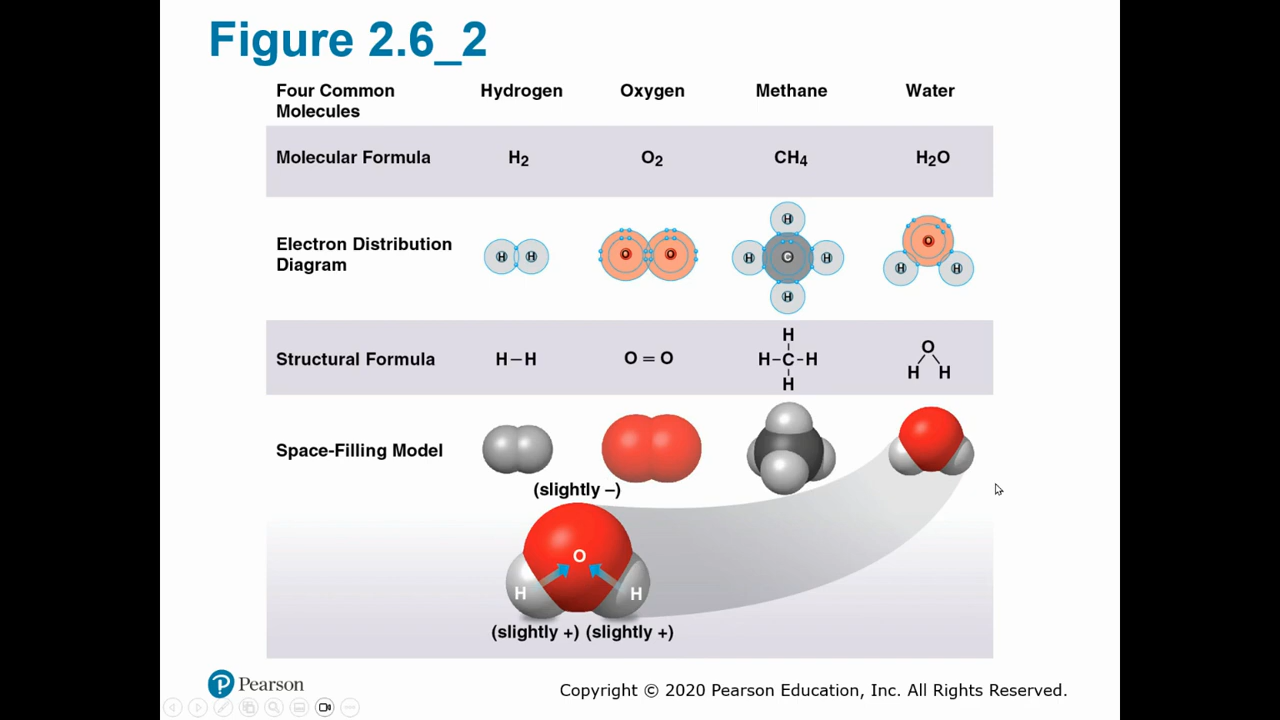 Figure 2.6_2
Four Common Molecules
Hydrogen
Oxygen
Methane
Water
Molecular Formula
H2
O2
CH4
H2O
Electron Distribution Diagram
H H
O O
H
H C H
H
O
H H
Structural Formula
H–H
O=O
H
H–C–H
H
O
H H
Space-Filling Model
(slightly –)
O
H H
(slightly +) (slightly +)
Pearson
Copyright © 2020 Pearson Education, Inc. All Rights Reserved.